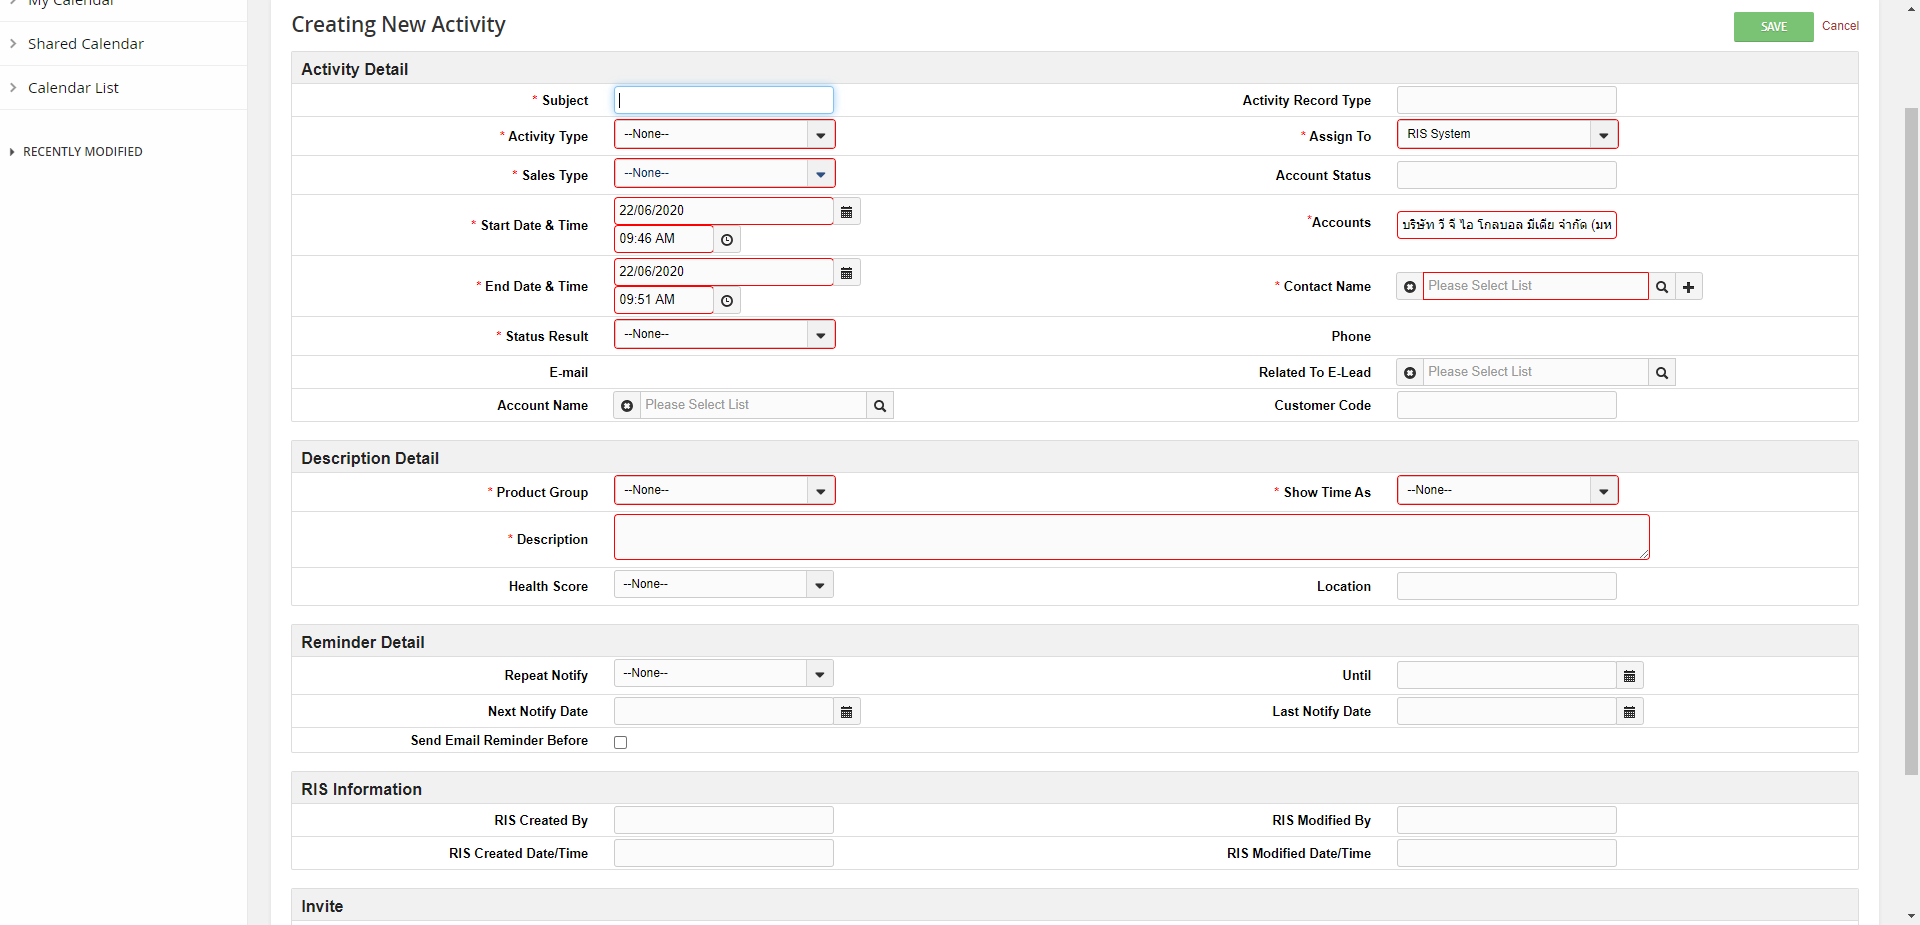 My Calendar
Shared Calendar
Calendar List
RECENTLY MODIFIED
Creating New Activity
SAVE Cancel
Activity Detail
* Subject
Activity Record Type
* Activity Type --None--
* Assign To RIS System
* Sales Type --None--
Account Status
* Start Date & Time 22/06/2020
09:46 AM
*Accounts บริษัท วี จี ไอ โกลบอล มีเดีย จำกัด (มห
* End Date & Time 22/06/2020
09:51 AM
* Contact Name Please Select List
* Status Result --None--
Phone
E-mail
Related To E-Lead Please Select List
Account Name Please Select List
Customer Code
Description Detail
* Product Group --None--
* Show Time As --None--
* Description
Health Score --None--
Location
Reminder Detail
Repeat Notify --None--
Until
Next Notify Date
Last Notify Date
Send Email Reminder Before
RIS Information
RIS Created By
RIS Modified By
RIS Created Date/Time
RIS Modified Date/Time
Invite